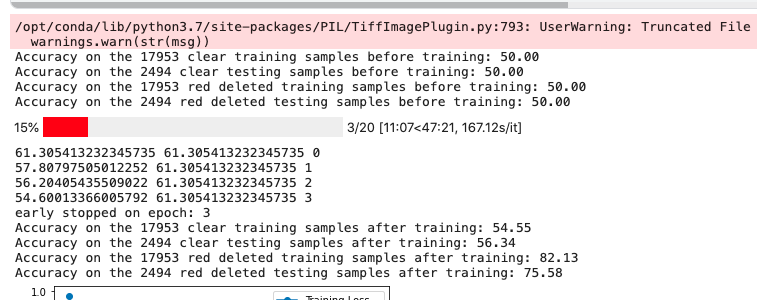 /opt/conda/lib/python3.7/site-packages/PIL/TiffImagePlugin.py:793: UserWarning: Truncated File
warnings.warn(str(msg))
Accuracy on the 17953 clear training samples before training: 50.00
Accuracy on the 2494 clear testing samples before training: 50.00
Accuracy on the 17953 red deleted training samples before training: 50.00
Accuracy on the 2494 red deleted testing samples before training: 50.00
15% 3/20 [11:07<47:21, 167.12s/it]
61.305413232345735 61.305413232345735 0
57.80797505012252 61.305413232345735 1
56.20405435509022 61.305413232345735 2
54.60013366005792 61.305413232345735 3
early stopped on epoch: 3
Accuracy on the 17953 clear training samples after training: 54.55
Accuracy on the 2494 clear testing samples after training: 56.34
Accuracy on the 17953 red deleted training samples after training: 82.13
Accuracy on the 2494 red deleted testing samples after training: 75.58
1.0
Training Loss